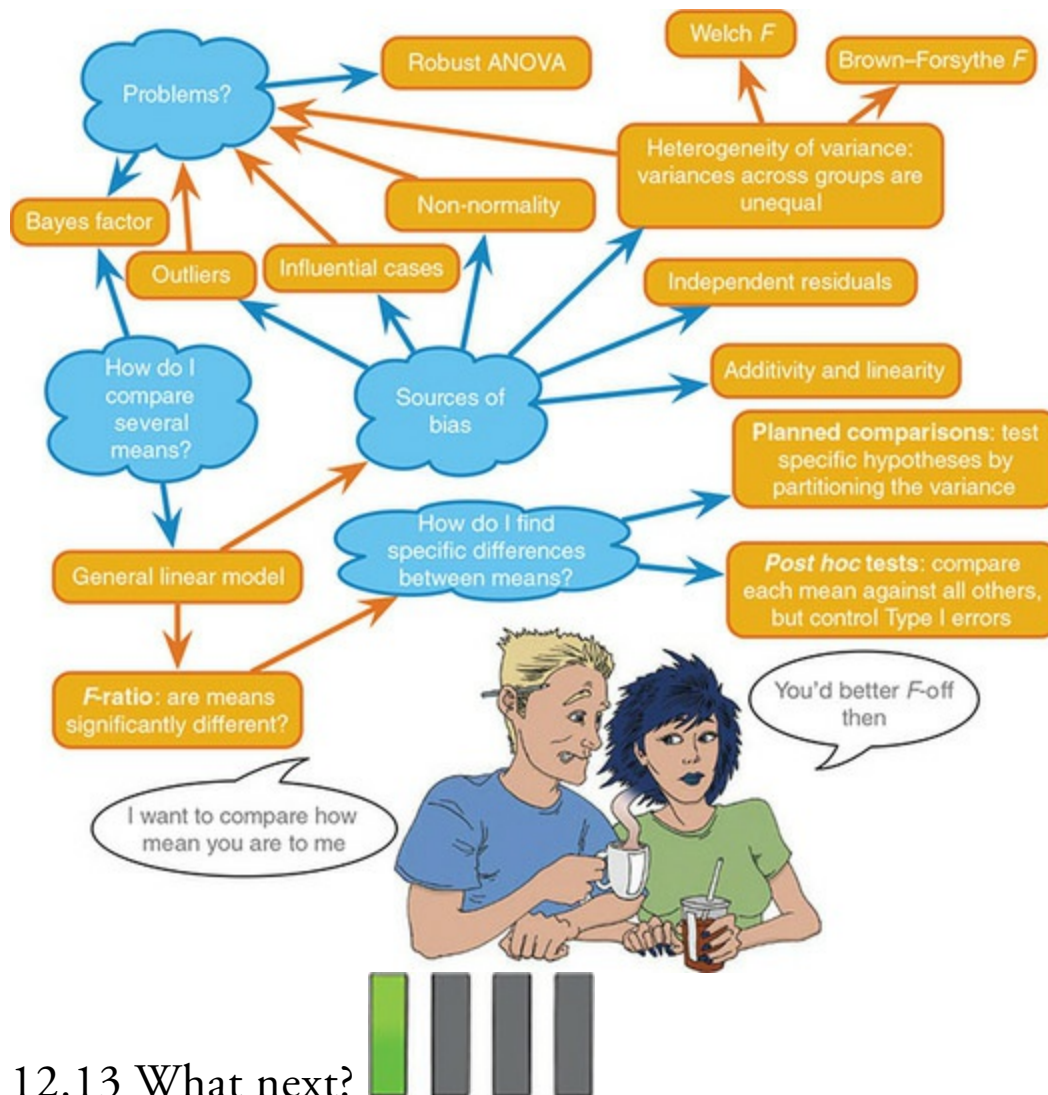 Welch F
Brown–Forsythe F
Robust ANOVA
Problems?
Heterogeneity of variance:
variances across groups are
unequal
Non-normality
Bayes factor
Outliers
Influential cases
Independent residuals
How do I
compare
several
means?
Sources of
bias
Additivity and linearity
Planned comparisons: test
specific hypotheses by
partitioning the variance
How do I find
specific differences
between means?
General linear model
Post hoc tests: compare
each mean against all others,
but control Type I errors
F-ratio: are means
significantly different?
You'd better F-off
then
I want to compare how
mean you are to me
12.13 What next?